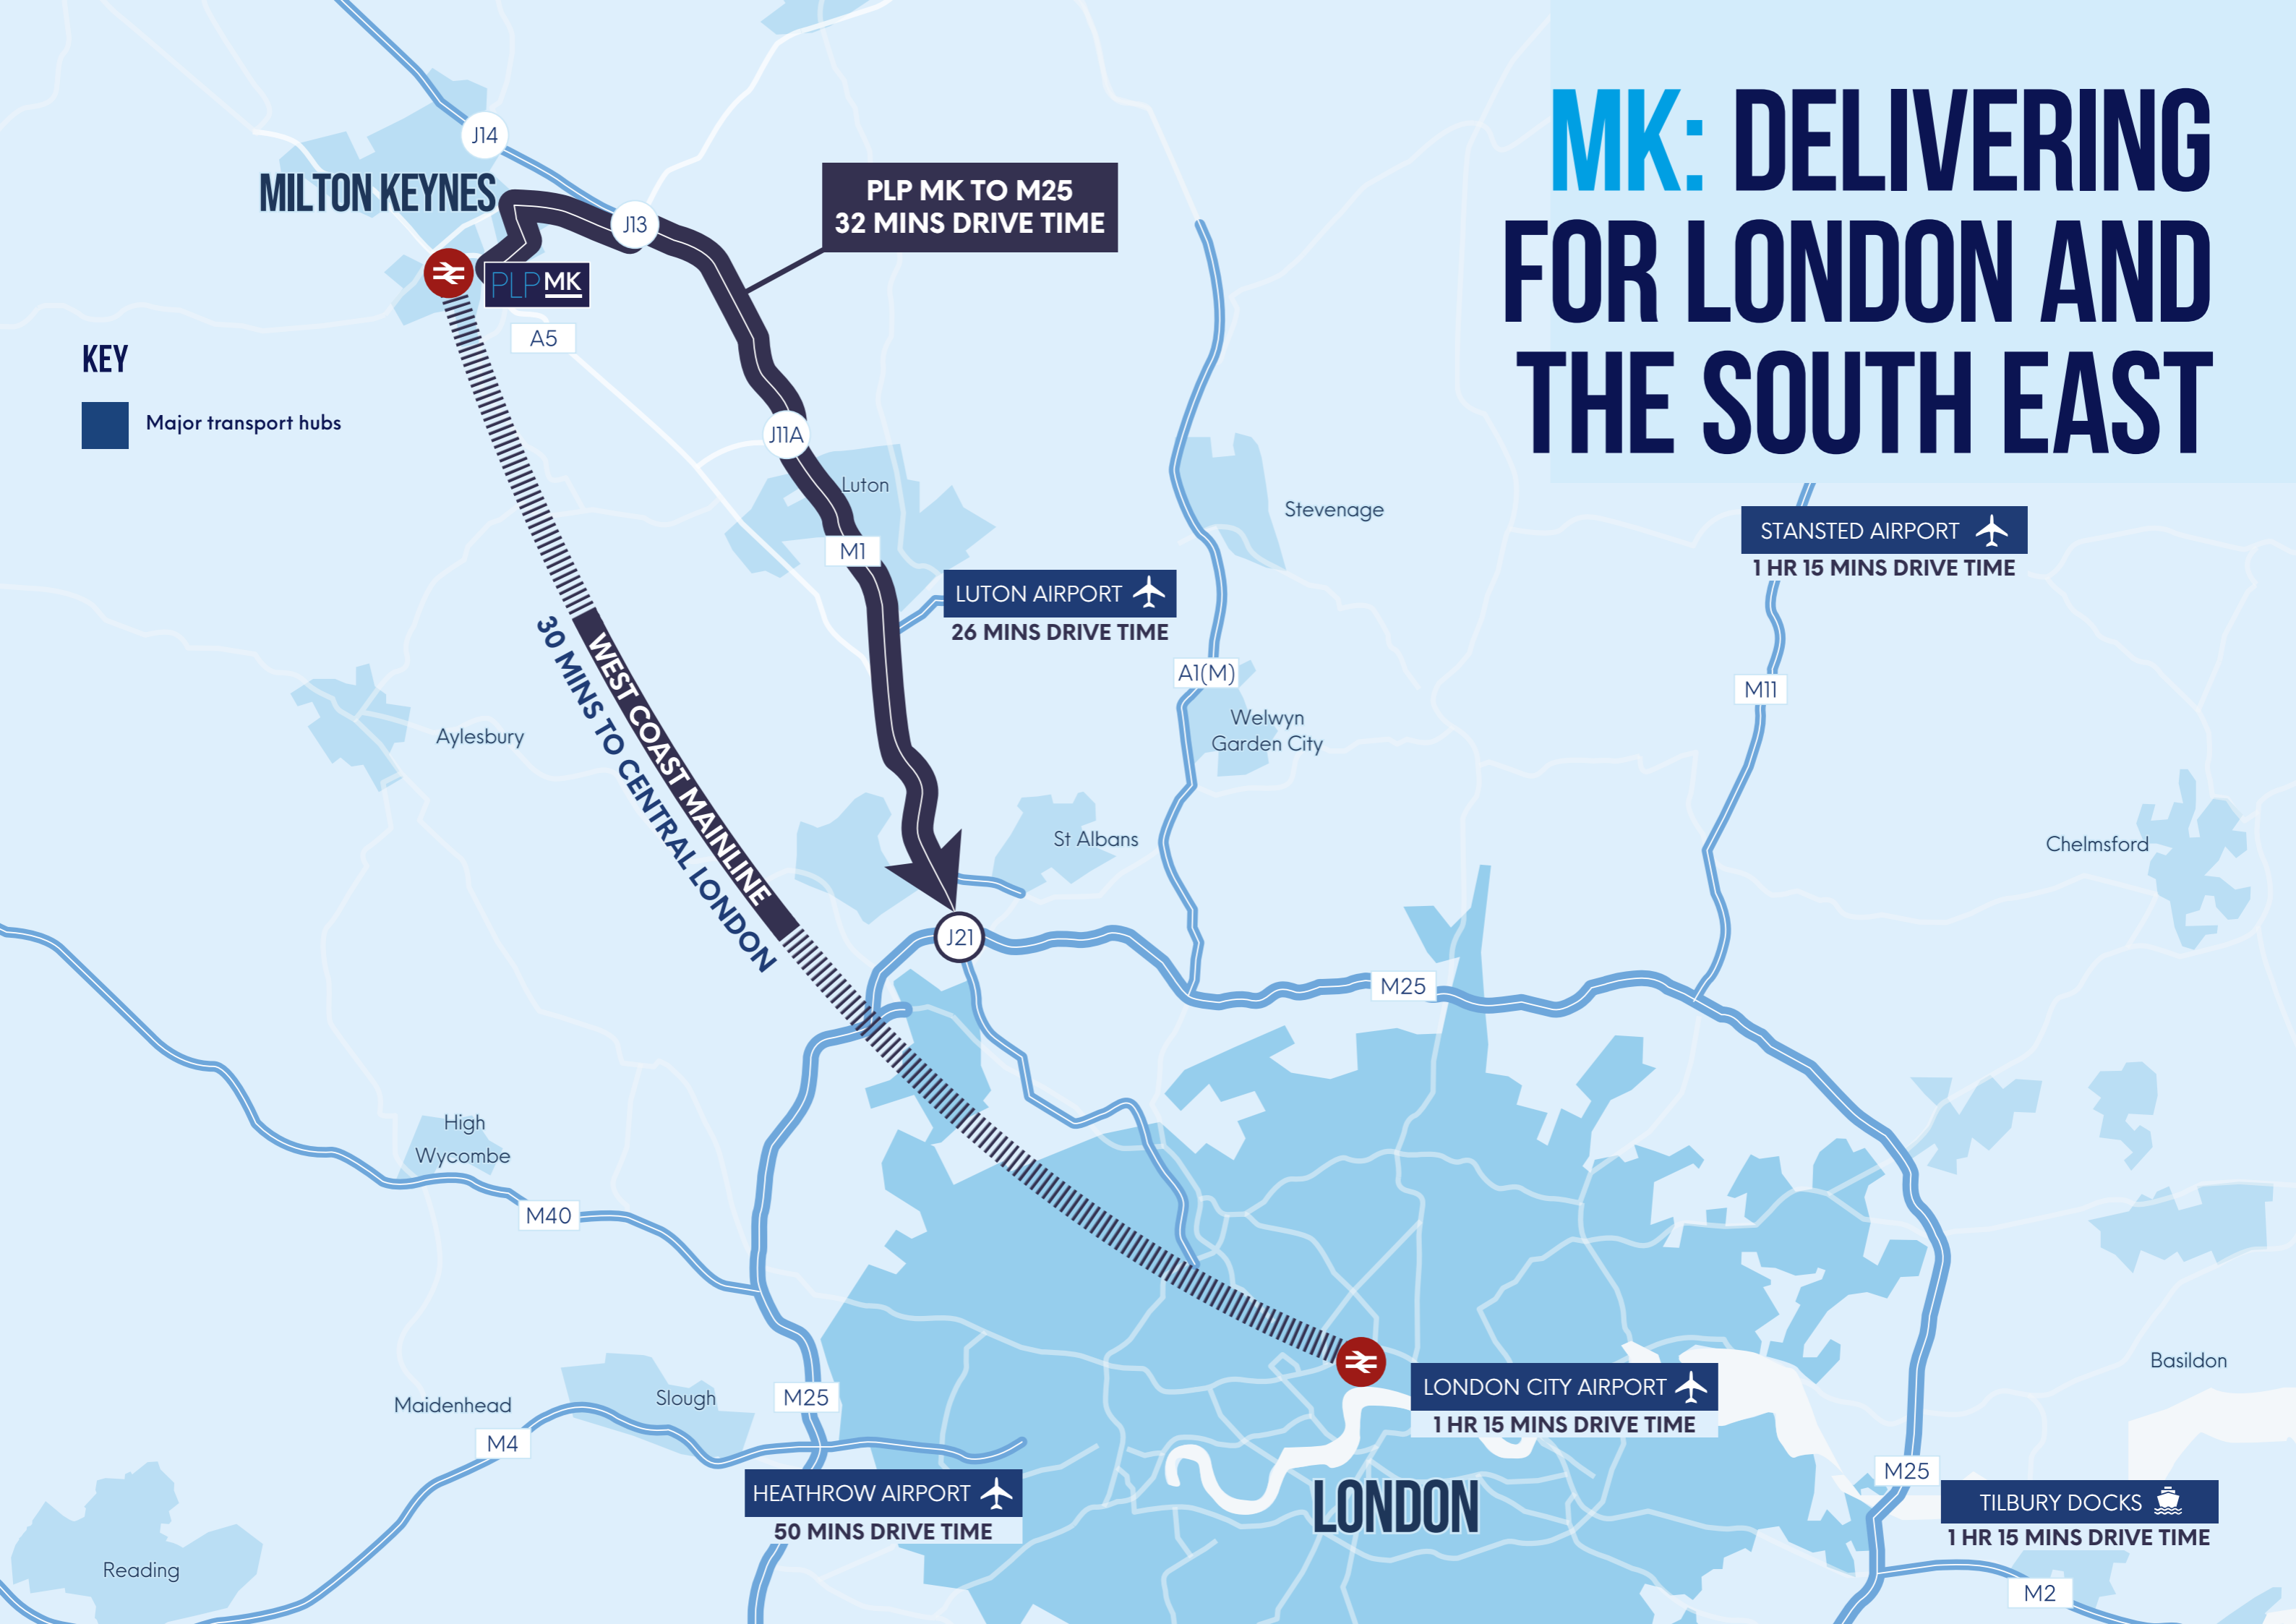 MK: DELIVERING
FOR LONDON AND
THE SOUTH EAST
J14
MILTON KEYNES
J13
PLP MK TO M25
32 MINS DRIVE TIME
PLP MK
A5
KEY
Major transport hubs
J11A
Luton
M1
Stevenage
STANSTED AIRPORT
1 HR 15 MINS DRIVE TIME
LUTON AIRPORT
26 MINS DRIVE TIME
A1(M)
M11
WEST COAST MAINLINE
30 MINS TO CENTRAL LONDON
Aylesbury
Welwyn
Garden City
St Albans
Chelmsford
J21
M25
High
Wycombe
M40
Basildon
Maidenhead
Slough
M25
LONDON CITY AIRPORT
1 HR 15 MINS DRIVE TIME
M4
M25
HEATHROW AIRPORT
50 MINS DRIVE TIME
LONDON
TILBURY DOCKS
1 HR 15 MINS DRIVE TIME
Reading
M2